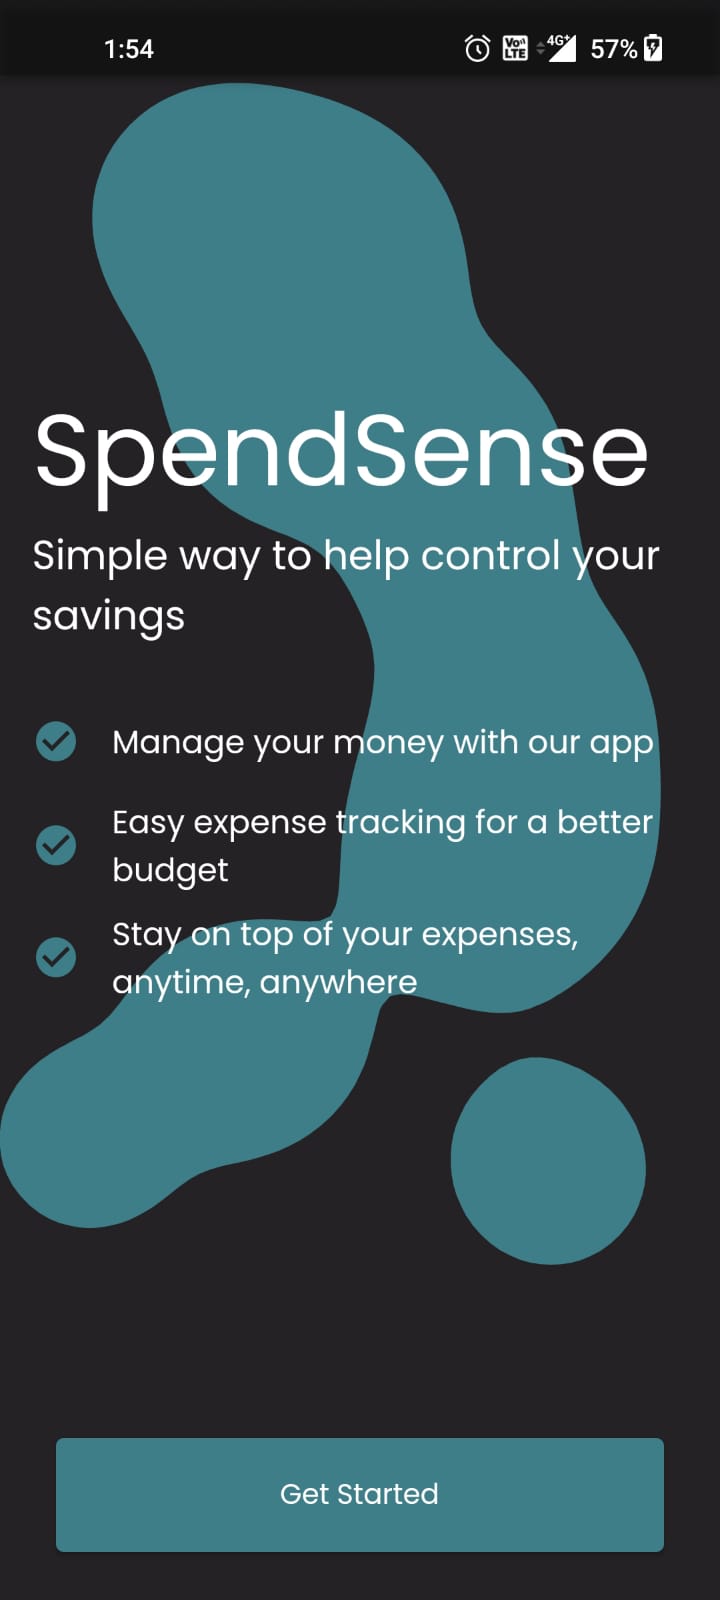 1:54
Vo LTE 4G+ 57%
SpendSense
Simple way to help control your
savings
Manage your money with our app
Easy expense tracking for a better
budget
Stay on top of your expenses,
anytime, anywhere
Get Started